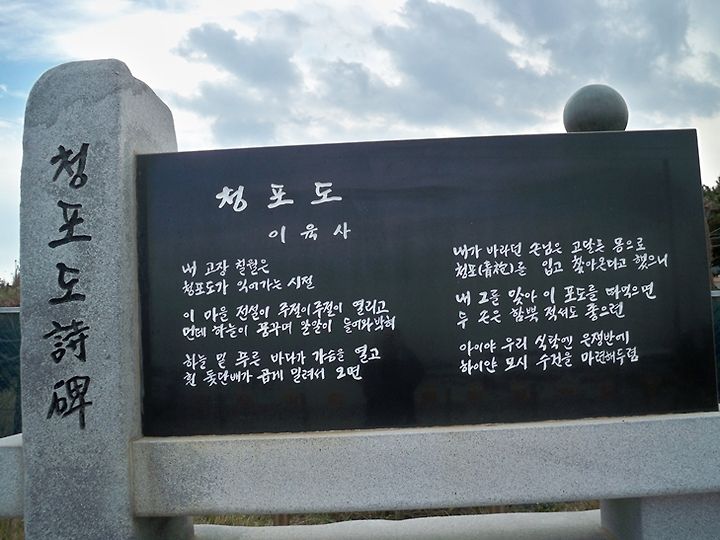 청포도詩碑
청포도
이육사
내 고장 칠월은
청포도가 익어가는 시절
이 마을 전설이 주절이주절이 열리고
먼데 하늘이 꿈꾸며 알알이 들어와박혀
하늘 밑 푸른 바다가 가슴을 열고
흰 돛단배가 곱게 밀려서 오면
내가 바라던 손님은 고달픈 몸으로
청포(靑袍)를 입고 찾아온다고 했으니
내 그를 맞아 이 포도를 따먹으면
두 손은 함뿍 적셔도 좋으련
아이야 우리 식탁엔 은쟁반에
하이얀 모시 수건을 마련해두렴